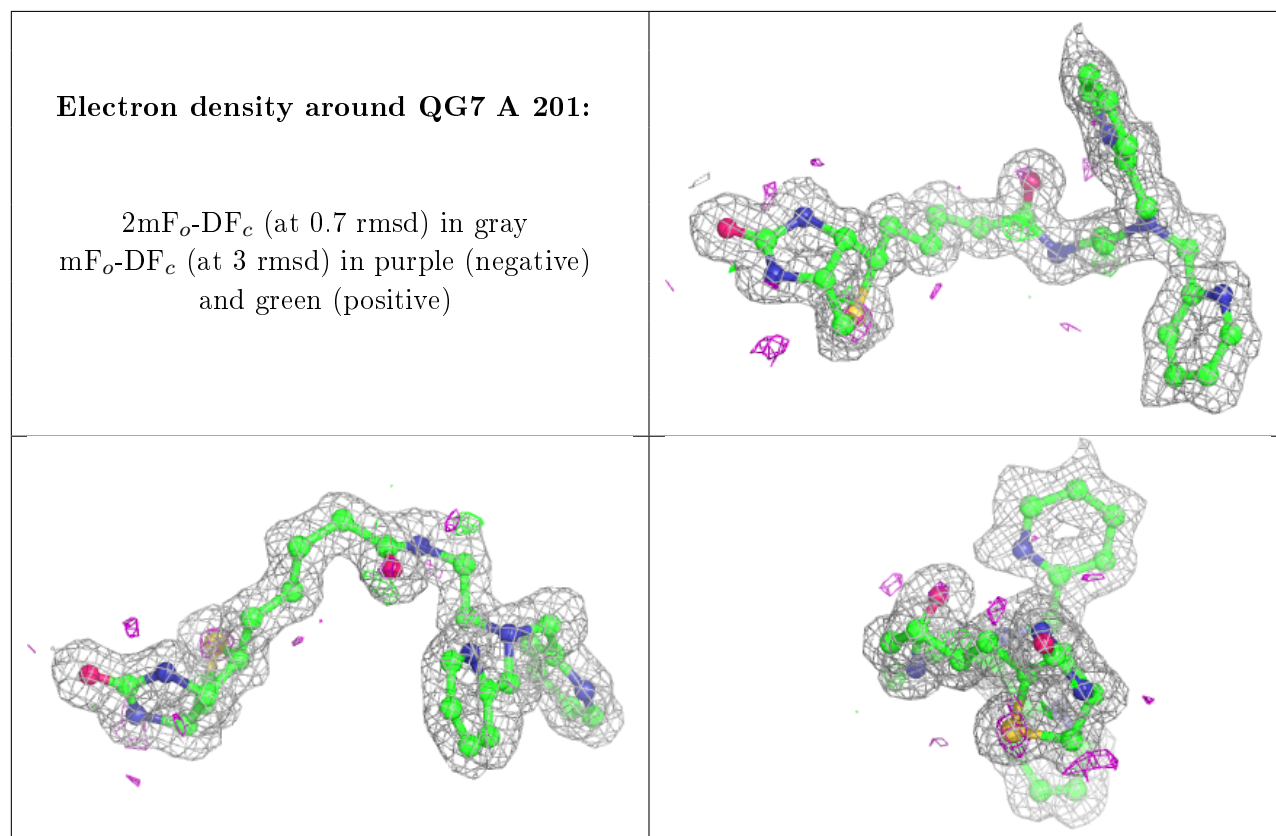 Electron density around QG7 A 201:
2mFo-DFc (at 0.7 rmsd) in gray
mFo-DFc (at 3 rmsd) in purple (negative)
and green (positive)